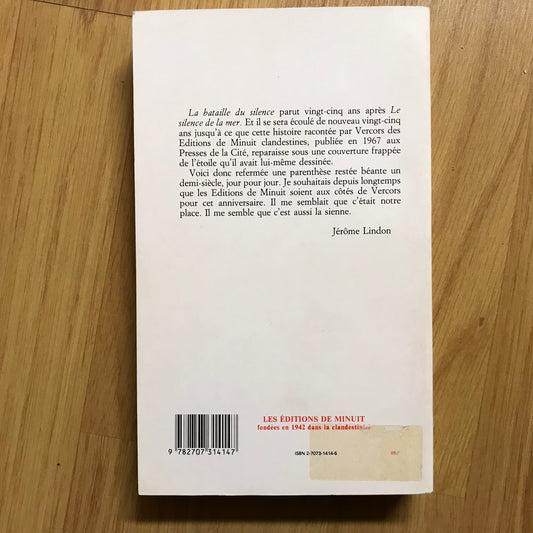 La bataille du silence parut vingt-cinq ans après Le
silence de la mer. Et il se sera écoulé de nouveau vingt-cinq
ans jusqu'à ce que cette histoire racontée par Vercors des
Editions de Minuit clandestines, publiée en 1967 aux
Presses de la Cité, reparaisse sous une couverture frappée
de l'étoile qu'il avait lui-même dessinée.
Voici donc refermée une parenthèse restée béante un
demi-siècle, jour pour jour. Je souhaitais depuis longtemps
que les Editions de Minuit soient aux côtés de Vercors
pour cet anniversaire. Il me semblait que c'était notre
place. Il me semble que c'est aussi la sienne.
Jérôme Lindon
LES ÉDITIONS DE MINUIT
fondées en 1942 dans la clandestinité
9 782707 314147
ISBN 2-7073-1414-6